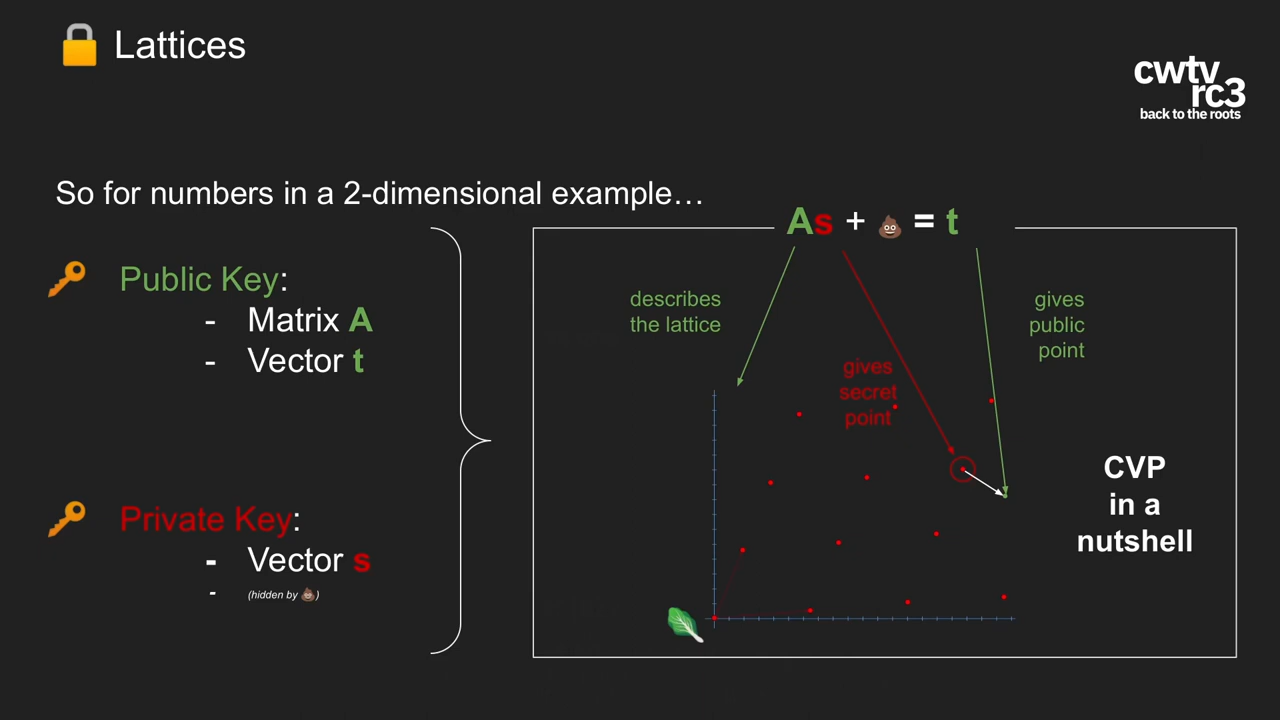 🔒 Lattices
cwtv
rc3
back to the roots
So for numbers in a 2-dimensional example…
As + 💩 = t
🔑 Public Key:
- Matrix A
- Vector t
describes
the lattice
gives
public
point
gives
secret
point
CVP
in a
nutshell
🔑 Private Key:
- Vector s
- (hidden by 💩)